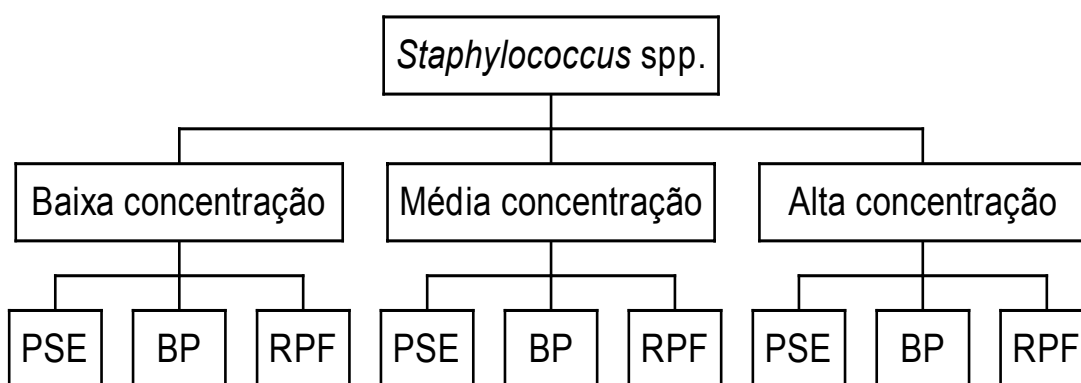 Staphylococcus spp.
Baixa concentração Média concentração Alta concentração
PSE BP RPF PSE BP RPF PSE BP RPF